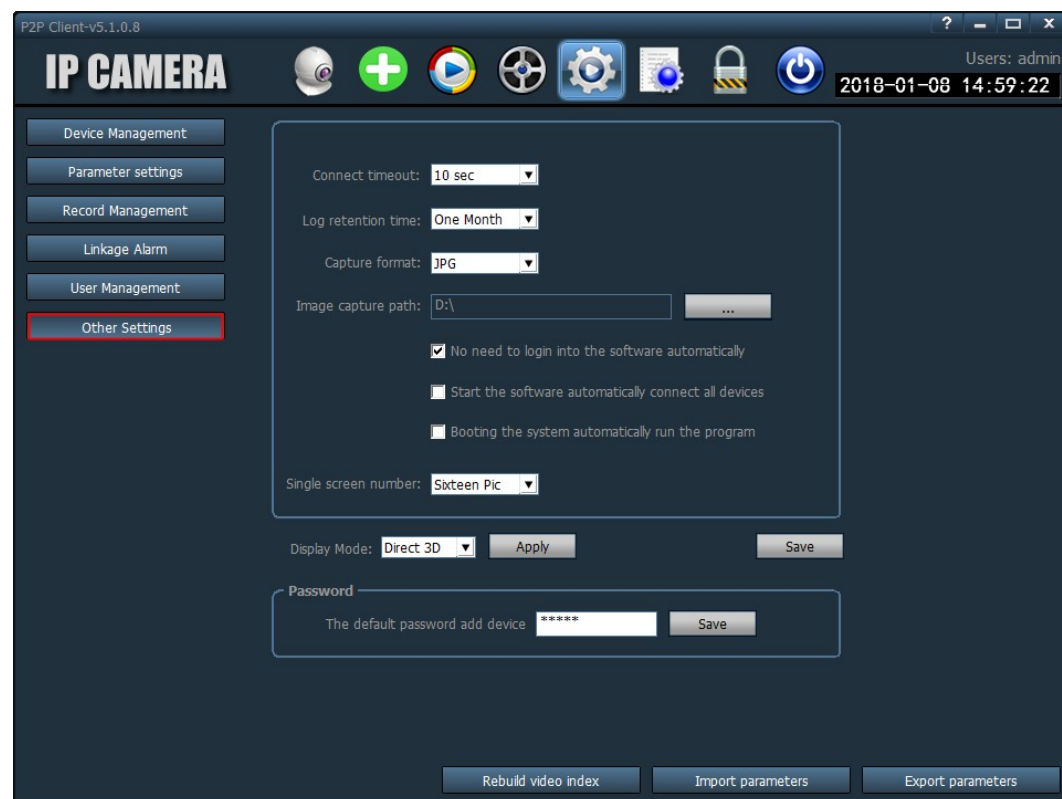 P2P Client-v5.1.0.8
?
x
IP CAMERA
Users: admin
2018-01-08 14:59:22
Device Management
Parameter settings
Record Management
Linkage Alarm
User Management
Other Settings
Connect timeout: 10 sec
Log retention time: One Month
Capture format: JPG
Image capture path: D:\ ...
No need to login into the software automatically
Start the software automatically connect all devices
Booting the system automatically run the program
Single screen number: Sixteen Pic
Display Mode: Direct 3D Apply Save
Password
The default password add device ***** Save
Rebuild video index Import parameters Export parameters